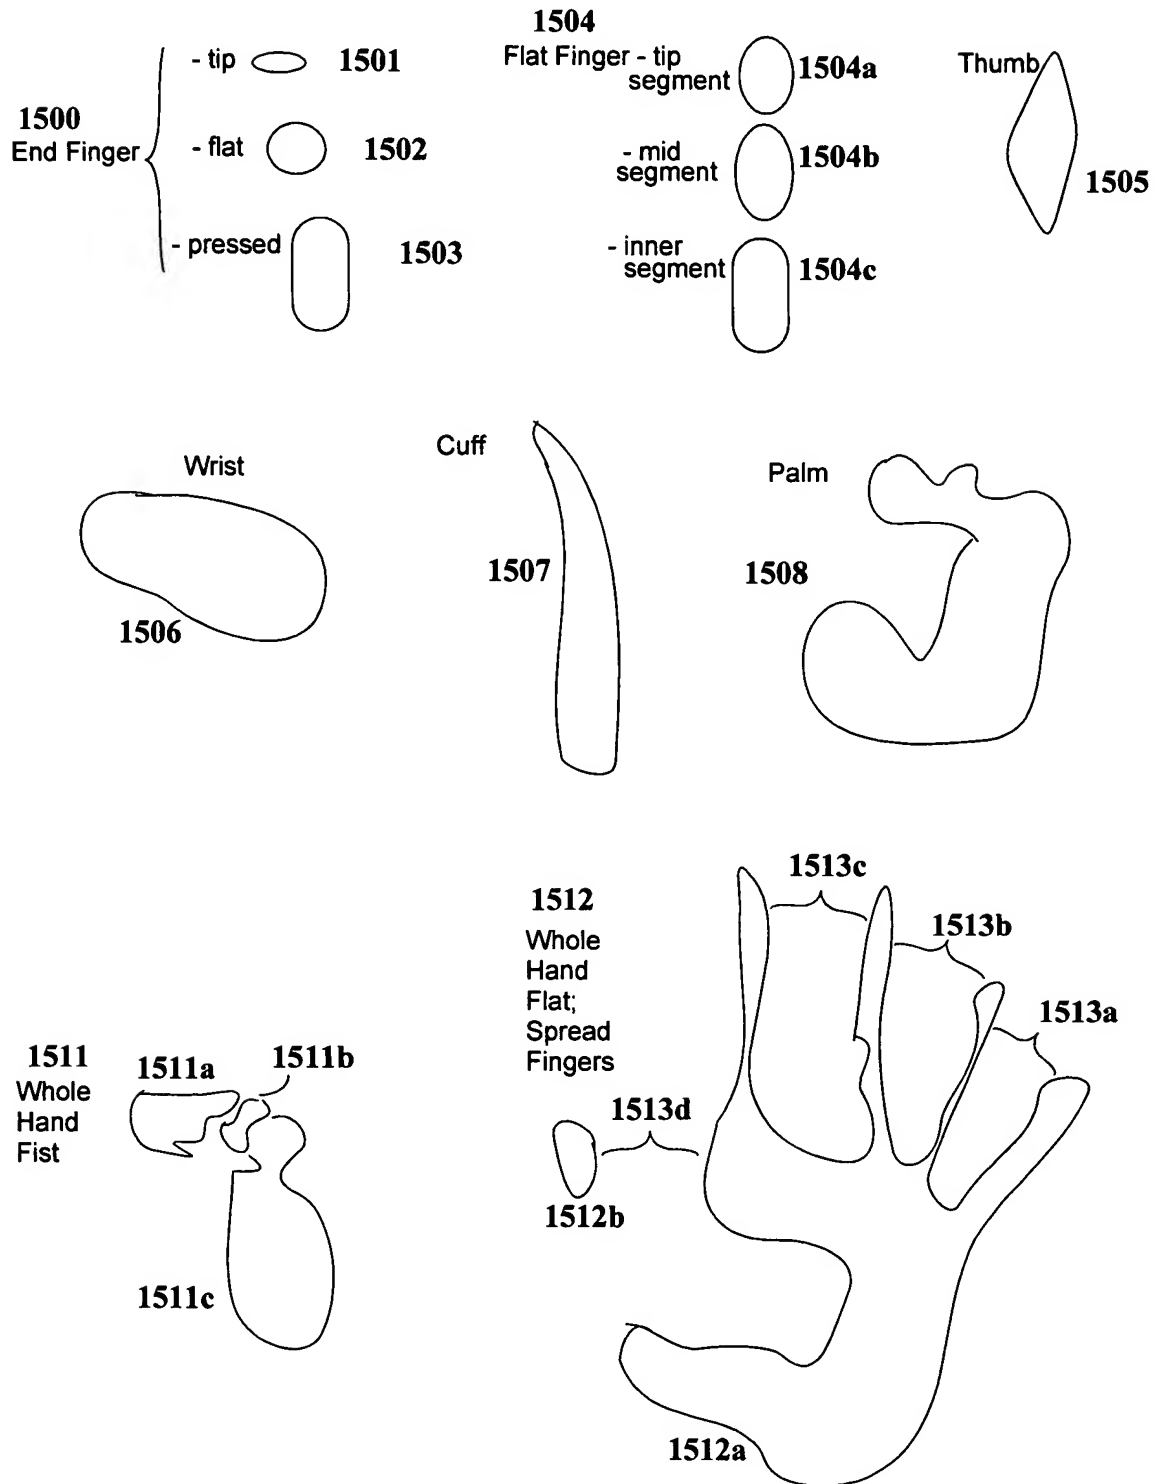 1500
End Finger
- tip
1501
- flat
1502
- pressed
1503
1504
Flat Finger - tip
segment
1504a
- mid
segment
1504b
- inner
segment
1504c
Thumb
1505
Wrist
1506
Cuff
1507
Palm
1508
1511
Whole
Hand
Fist
1511a
1511b
1511c
1512
Whole
Hand
Flat;
Spread
Fingers
1513c
1513b
1513a
1513d
1512b
1512a